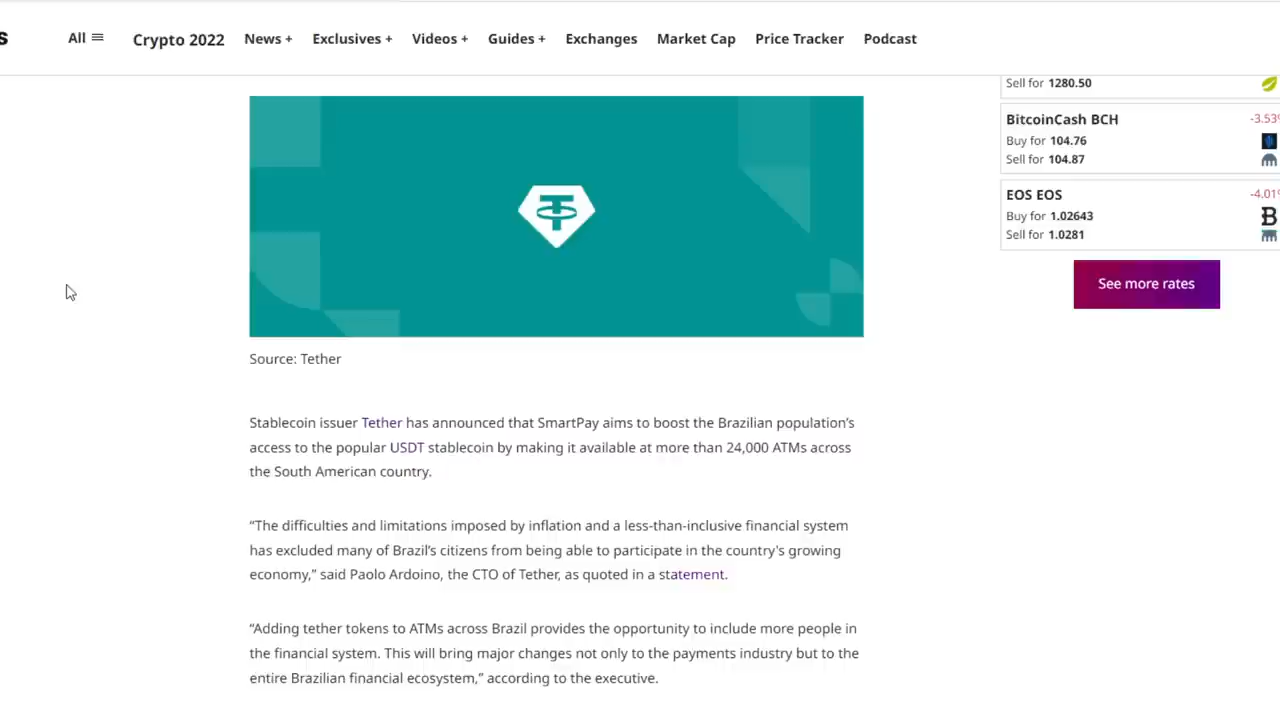 s
All
Crypto 2022
News +
Exclusives +
Videos +
Guides +
Exchanges
Market Cap
Price Tracker
Podcast
Source: Tether
Stablecoin issuer Tether has announced that SmartPay aims to boost the Brazilian population’s
access to the popular USDT stablecoin by making it available at more than 24,000 ATMs across
the South American country.
“The difficulties and limitations imposed by inflation and a less-than-inclusive financial system
has excluded many of Brazil’s citizens from being able to participate in the country's growing
economy,” said Paolo Ardoino, the CTO of Tether, as quoted in a statement.
“Adding tether tokens to ATMs across Brazil provides the opportunity to include more people in
the financial system. This will bring major changes not only to the payments industry but to the
entire Brazilian financial ecosystem,” according to the executive.
Sell for 1280.50
BitcoinCash BCH
-3.53%
Buy for 104.76
Sell for 104.87
EOS EOS
-4.01%
Buy for 1.02643
Sell for 1.0281
See more rates